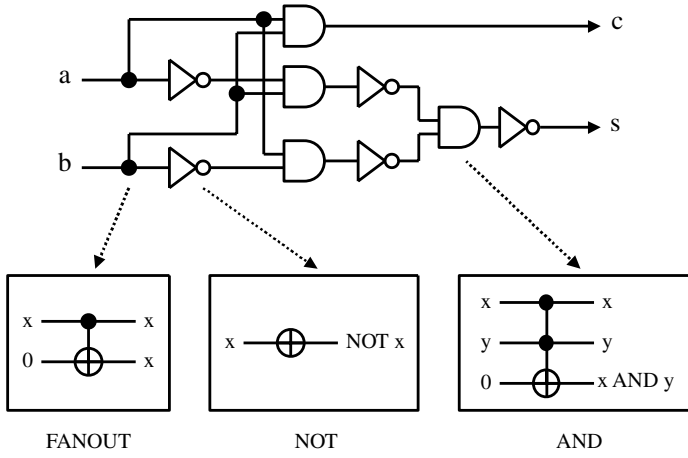 c
a
s
b
x x
0 x
x NOT x
x x
y y
0 x AND y
FANOUT NOT AND